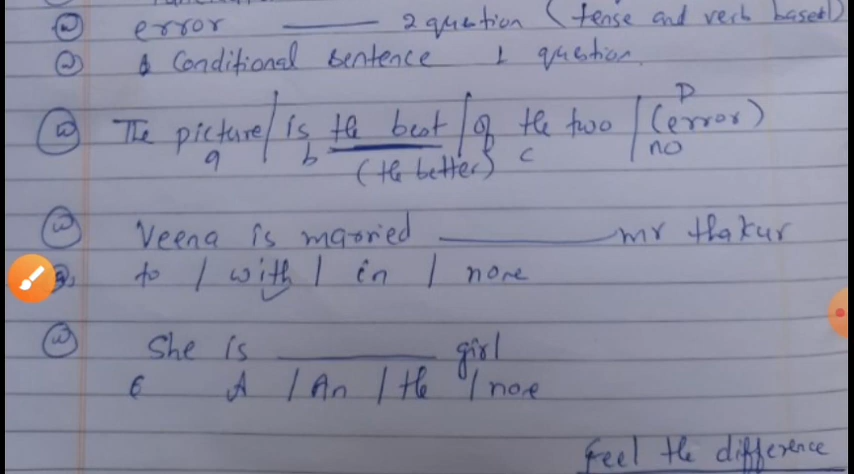 error ——— 2 question (tense and verb based)
Conditional sentence 1 question
The picture / is the best / of the two / (error)
a b (the better) c no D
Veena is married ——— mr thakur
to / with / in / none
She is ——— girl
A / An / the / none
Feel the difference